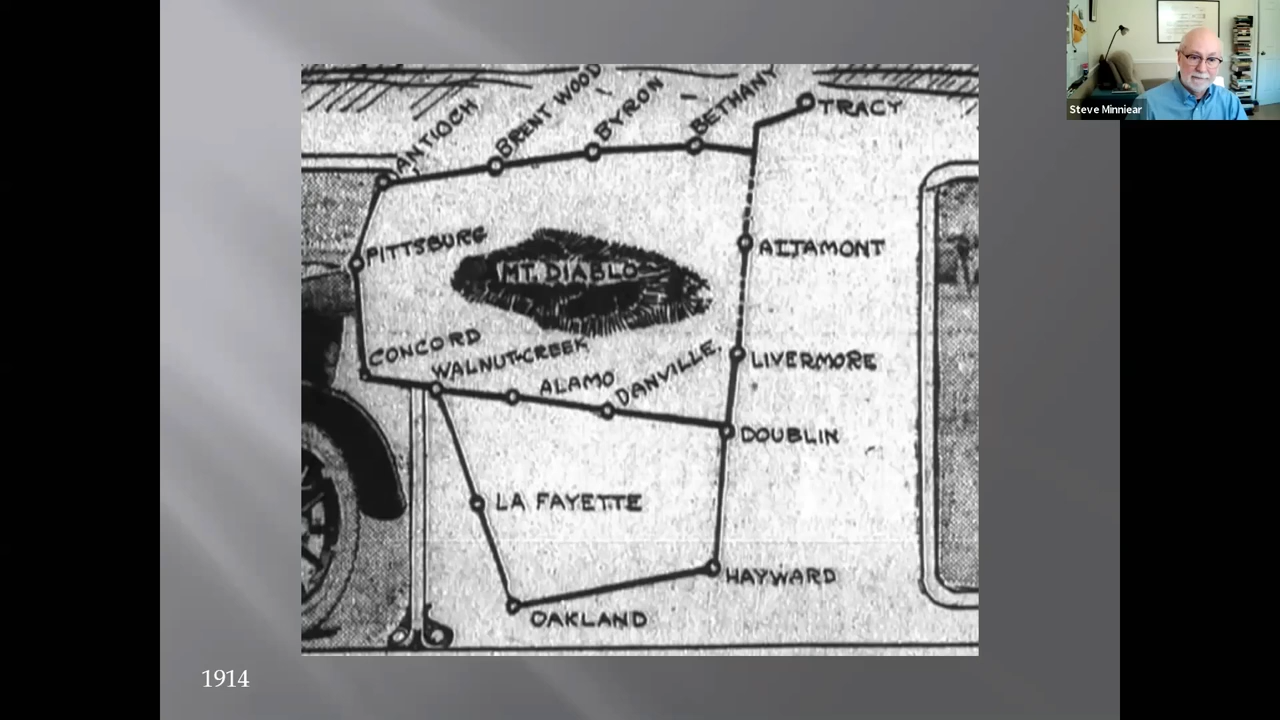 Steve Minniear
ANTIOCH
BRENT WOOD
BYRON
BETHANY
TRACY
PITTSBURG
MT. DIABLO
ALTAMONT
CONCORD
WALNUT-CREEK
ALAMO
DANVILLE.
LIVERMORE
DOUBLIN
LA FAYETTE
HAYWARD
OAKLAND
1914